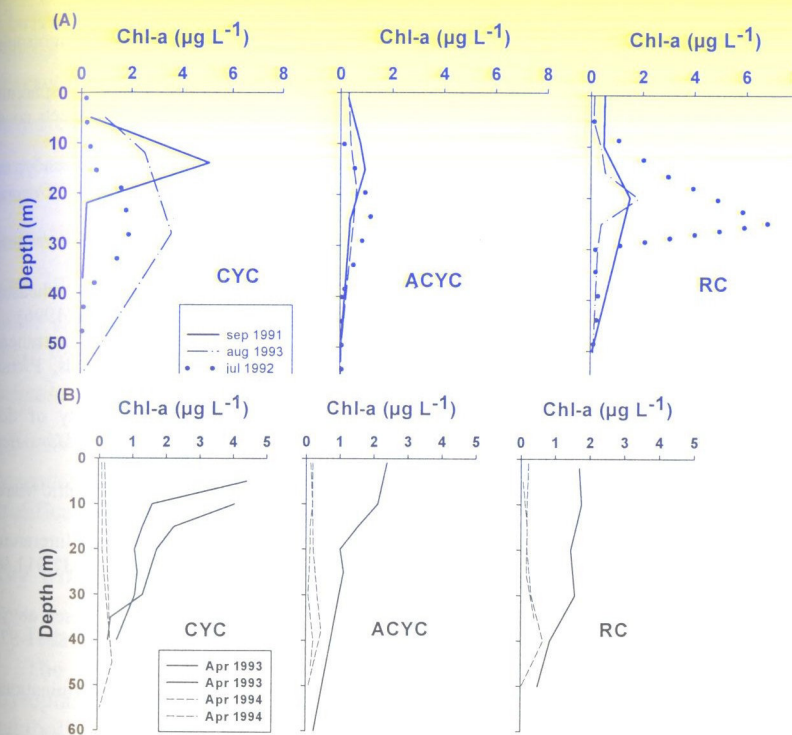 (A)
Chl-a (µg L-1) Chl-a (µg L-1) Chl-a (µg L-1)
0 2 4 6 8 0 2 4 6 8 0 2 4 6
0
10
20
30
40
50
Depth (m)
CYC ACYC RC
sep 1991
aug 1993
jul 1992
(B)
Chl-a (µg L-1) Chl-a (µg L-1) Chl-a (µg L-1)
0 1 2 3 4 5 0 1 2 3 4 5 0 1 2 3 4 5
0
10
20
30
40
50
60
Depth (m)
CYC ACYC RC
Apr 1993
Apr 1993
Apr 1994
Apr 1994